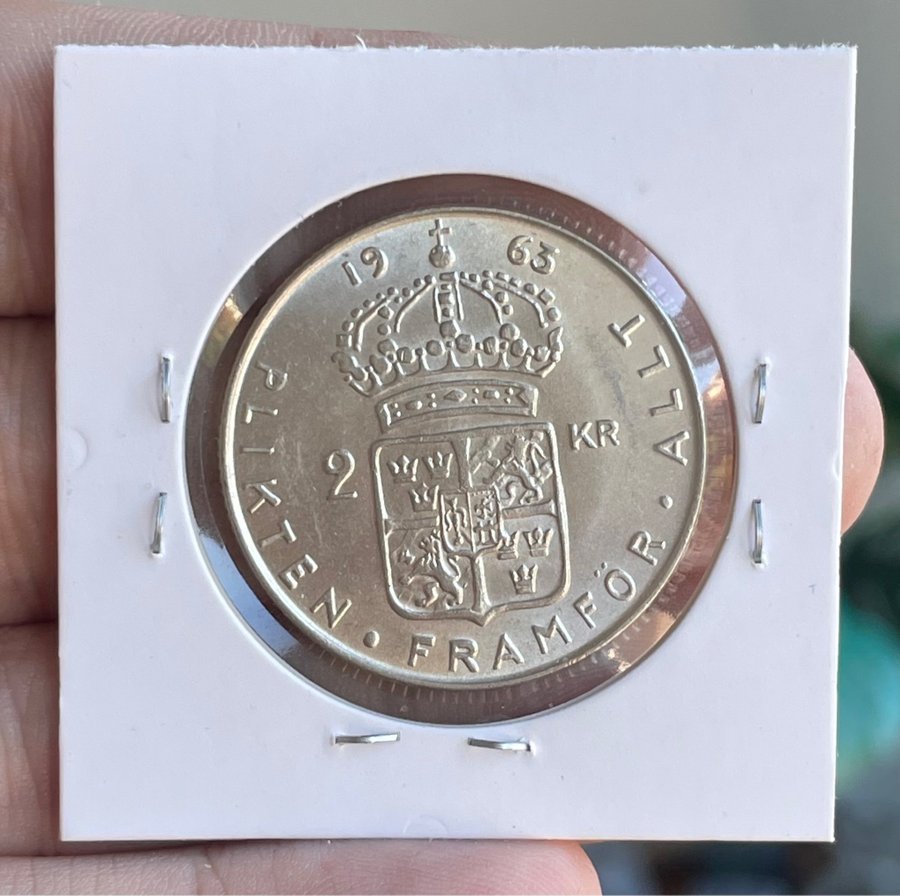 19 63
2 KR
PLIKTEN • FRAMFÖR • ALLT